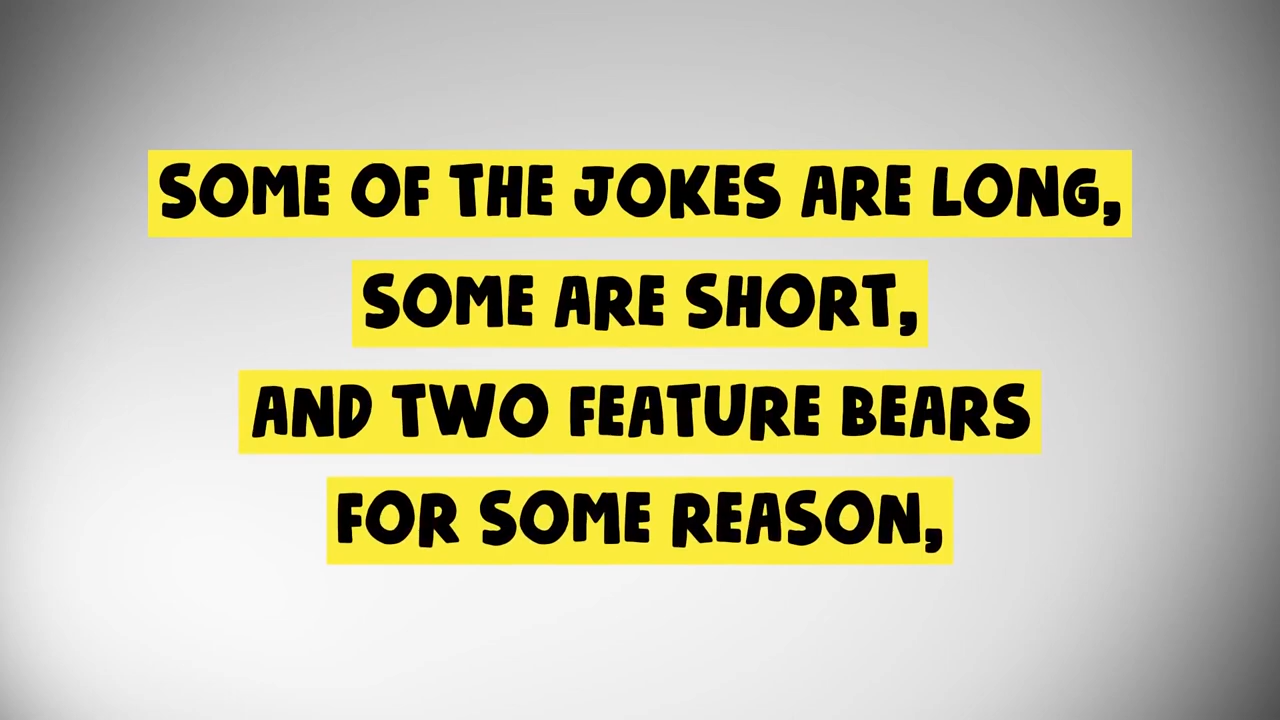 SOME OF THE JOKES ARE LONG,
SOME ARE SHORT,
AND TWO FEATURE BEARS
FOR SOME REASON,